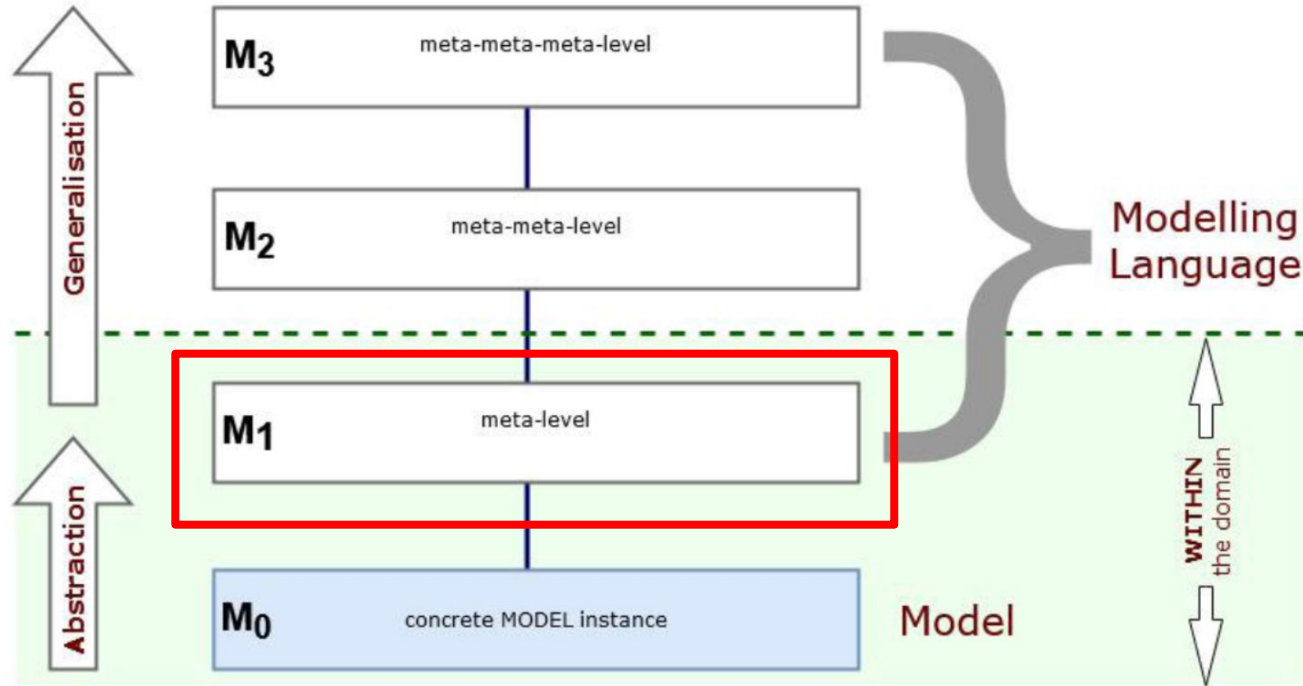 Generalisation
Abstraction
M3
meta-meta-meta-level
M2
meta-meta-level
M1
meta-level
M0
concrete MODEL instance
Modelling
Language
Model
WITHIN
the domain